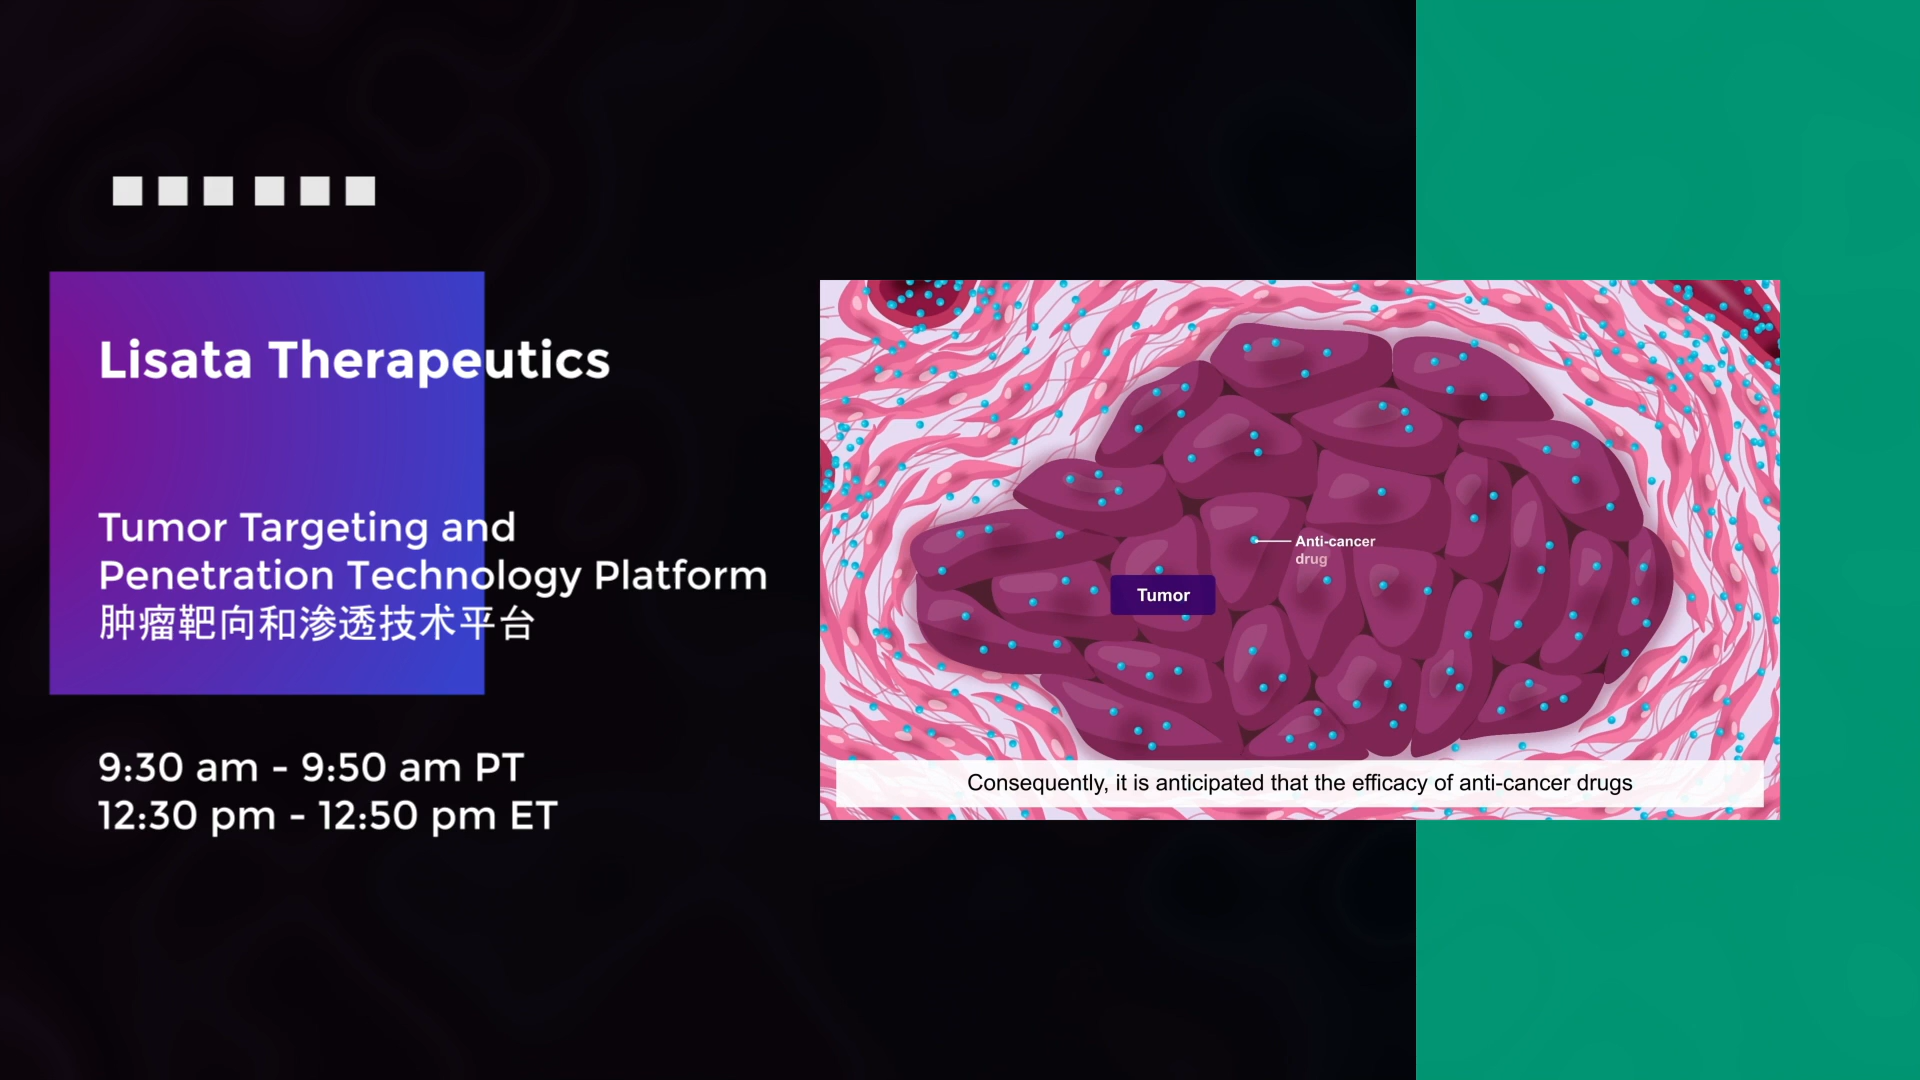 Lisata Therapeutics
Tumor Targeting and
Penetration Technology Platform
肿瘤靶向和渗透技术平台
9:30 am - 9:50 am PT
12:30 pm - 12:50 pm ET
Anti-cancer
drug
Tumor
Consequently, it is anticipated that the efficacy of anti-cancer drugs